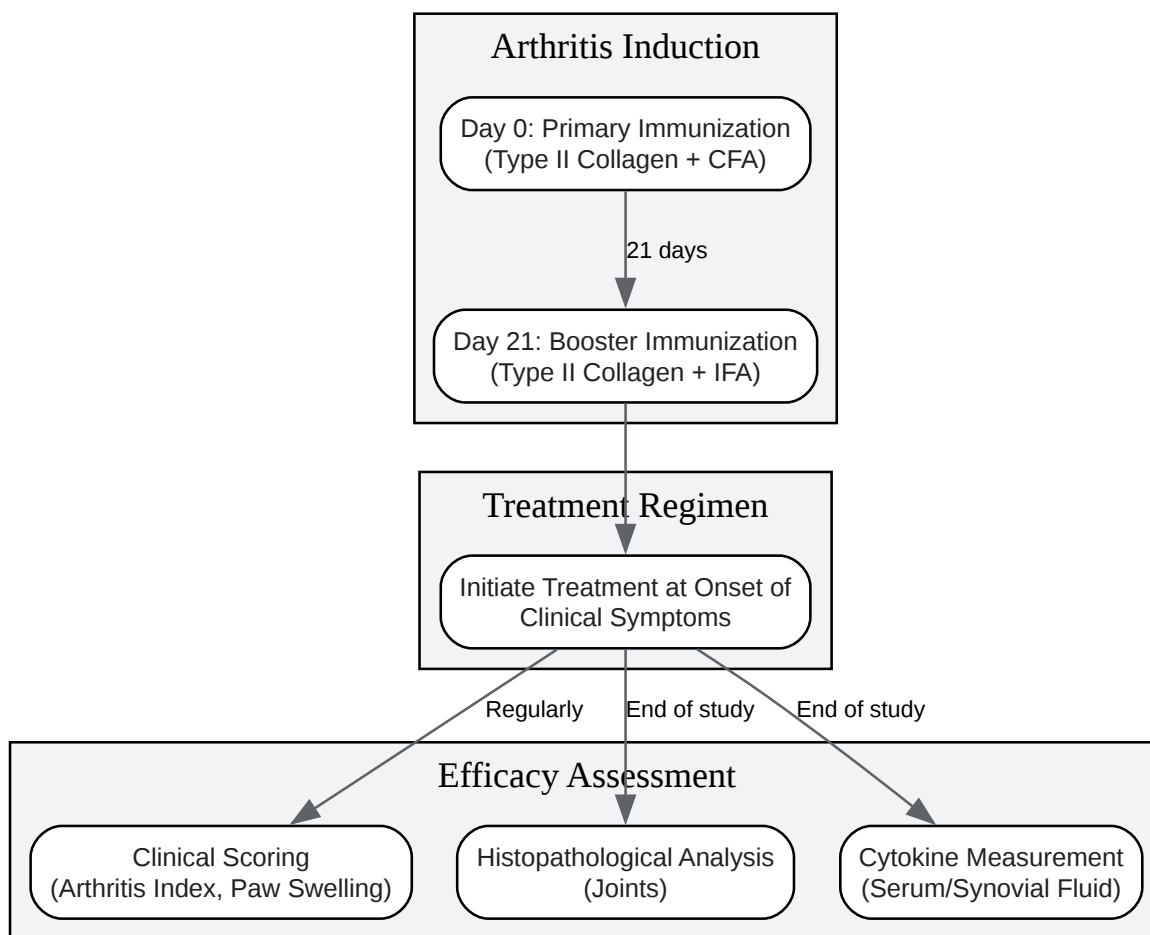 Arthritis Induction
Day 0: Primary Immunization
(Type II Collagen + CFA)
21 days
Day 21: Booster Immunization
(Type II Collagen + IFA)
Treatment Regimen
Initiate Treatment at Onset of
Clinical Symptoms
Regularly
End of study
End of study
Efficacy Assessment
Clinical Scoring
(Arthritis Index, Paw Swelling)
Histopathological Analysis
(Joints)
Cytokine Measurement
(Serum/Synovial Fluid)